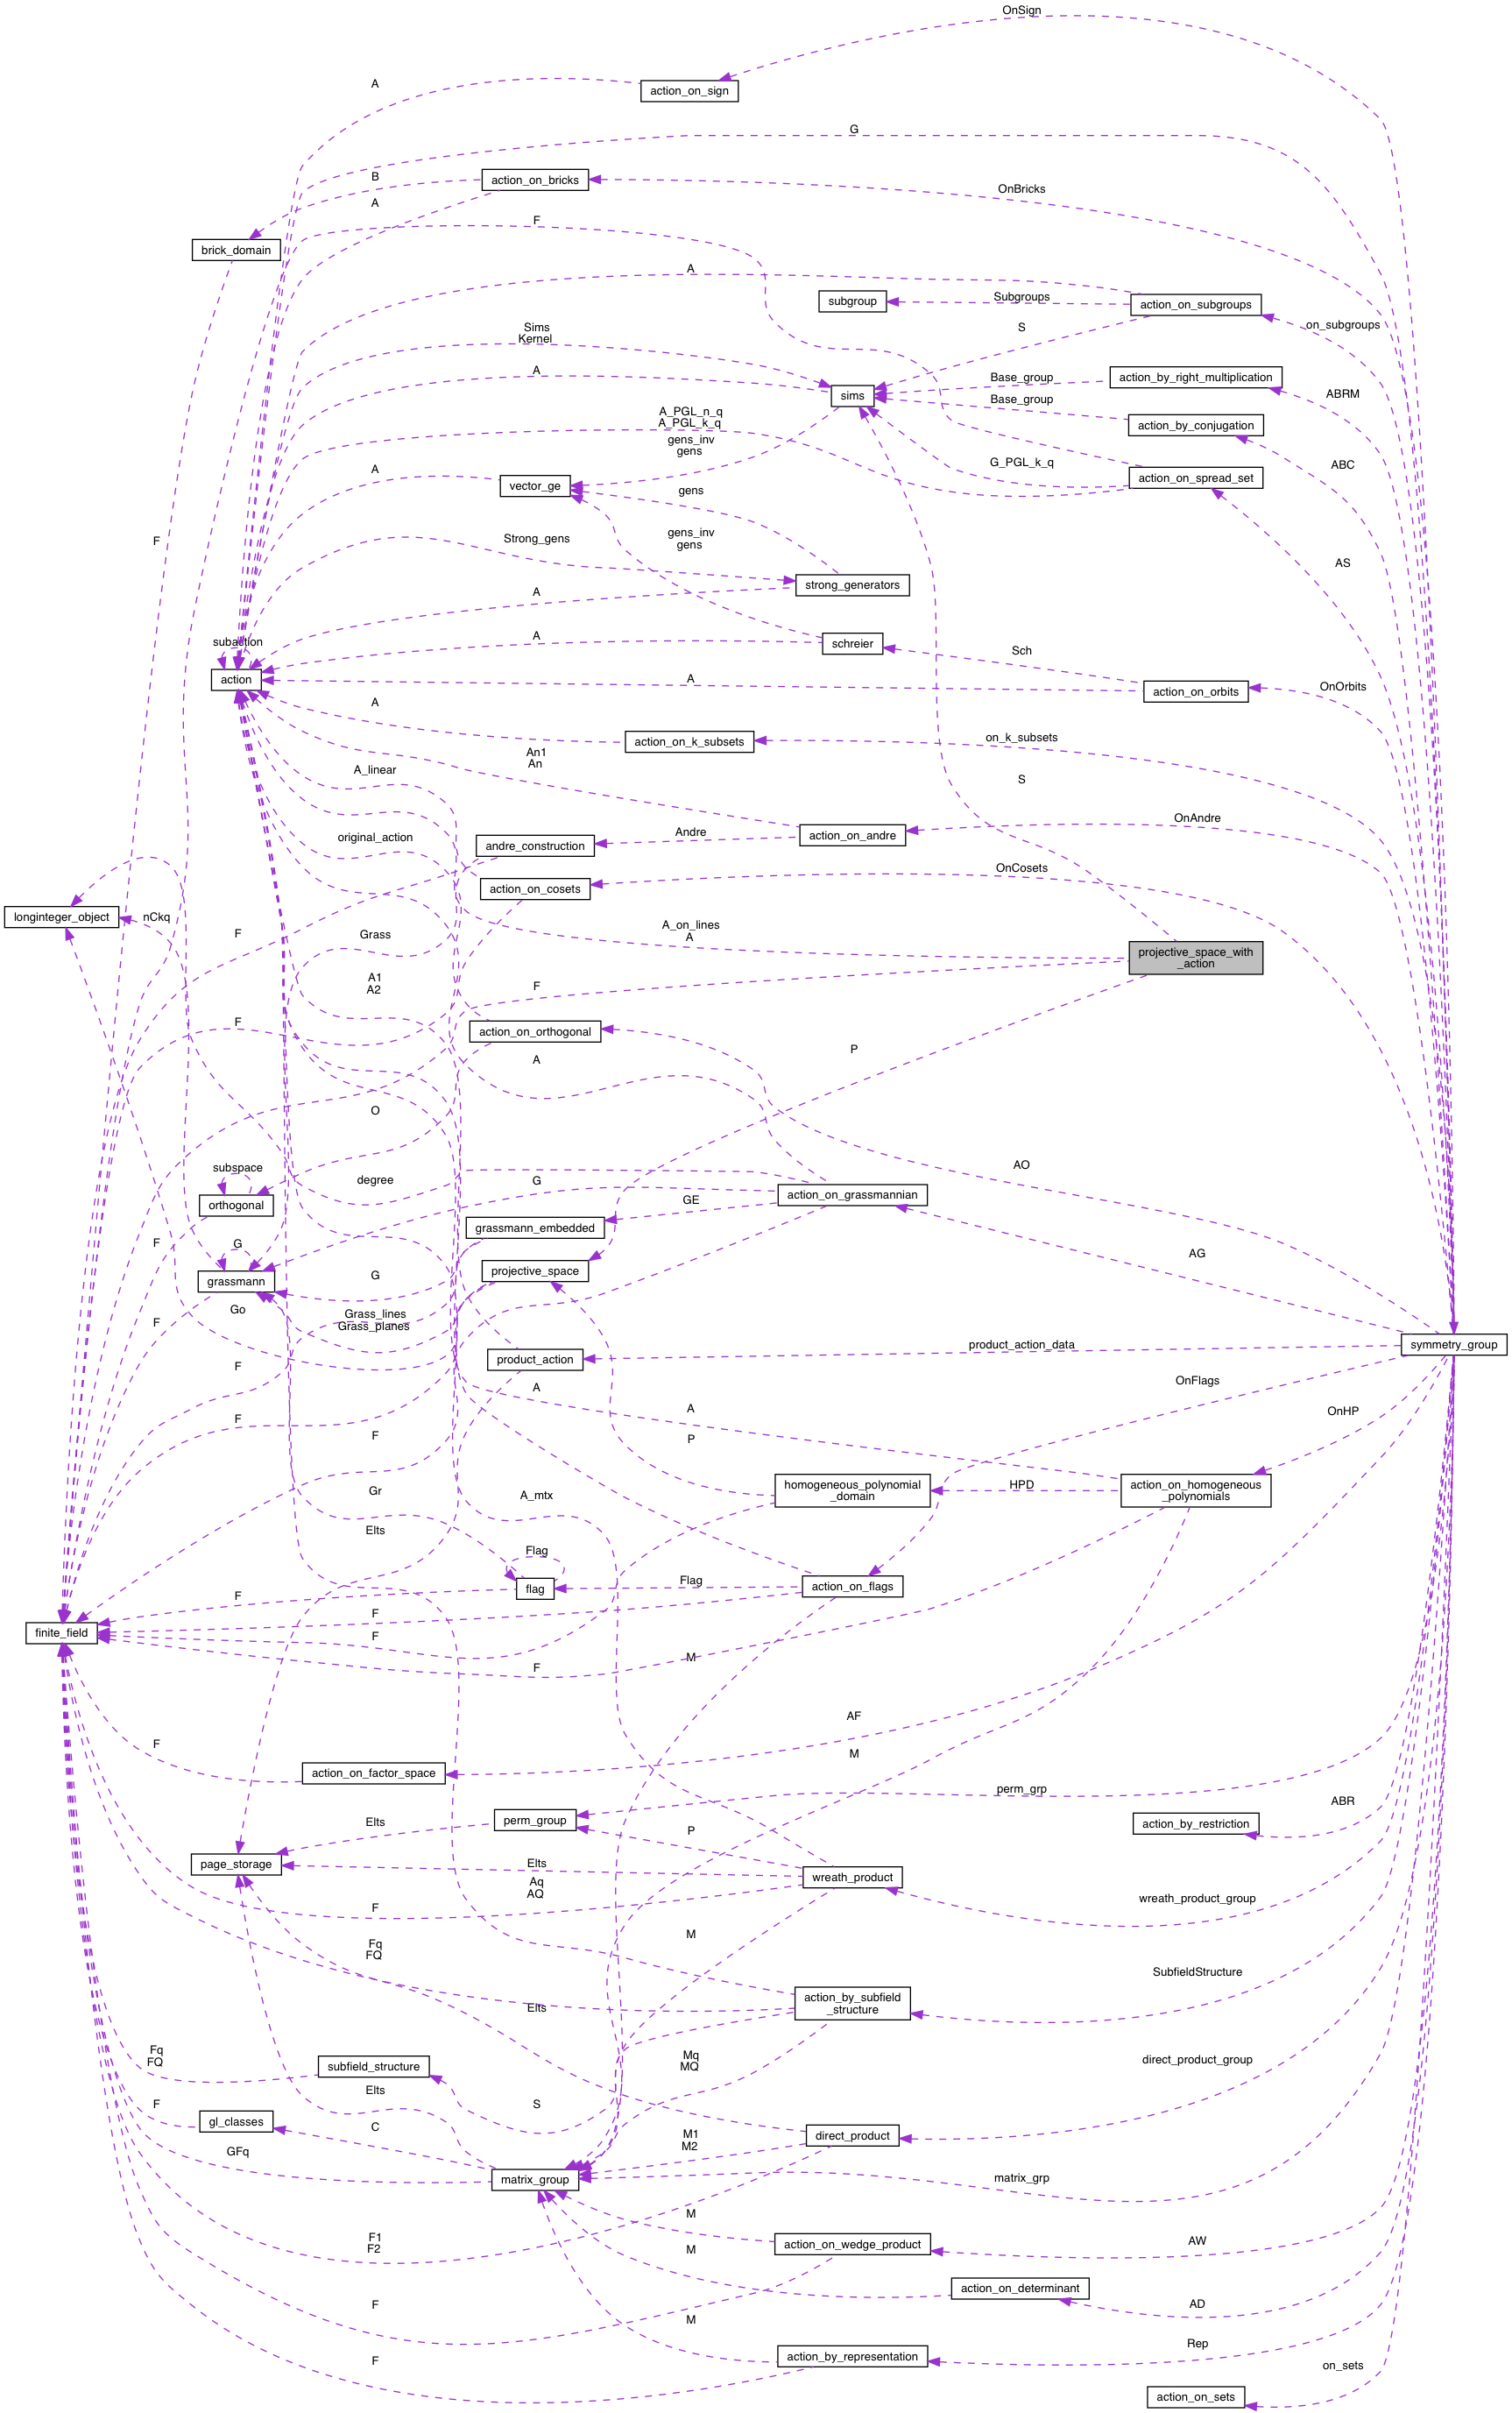 OnSign
A
action_on_sign
G
B
action_on_bricks
OnBricks
A
F
brick_domain
A
Subgroups
subgroup
action_on_subgroups
Sims
Kernel
S
on_subgroups
A
Base_group
action_by_right_multiplication
sims
ABRM
Base_group
A_PGL_n_q
A_PGL_k_q
action_by_conjugation
gens_inv
gens
G_PGL_k_q
ABC
A
vector_ge
gens
action_on_spread_set
F
Strong_gens
gens_inv
gens
AS
strong_generators
A
subaction
A
schreier
Sch
action
A
action_on_orbits
OnOrbits
A
action_on_k_subsets
on_k_subsets
An1
An
A_linear
S
original_action
andre_construction
Andre
action_on_andre
OnAndre
action_on_cosets
OnCosets
longinteger_object
nCkq
F
Grass
A_on_lines
A
projective_space_with
_action
A1
A2
F
F
action_on_orthogonal
A
P
O
subspace
degree
G
action_on_grassmannian
AO
orthogonal
GE
grassmann_embedded
F
G
G
projective_space
AG
grassmann
Go
F
Grass_lines
Grass_planes
product_action
product_action_data
symmetry_group
F
OnFlags
A
OnHP
F
F
P
homogeneous_polynomial
_domain
HPD
action_on_homogeneous
_polynomials
Gr
A_mtx
Elts
Flag
flag
Flag
action_on_flags
F
F
finite_field
F
F
M
AF
F
action_on_factor_space
M
perm_grp
ABR
Elts
perm_group
P
action_by_restriction
page_storage
Elts
Aq
AQ
wreath_product
F
wreath_product_group
Fq
FQ
M
SubfieldStructure
Elts
action_by_subfield
_structure
Fq
FQ
subfield_structure
Mq
MQ
direct_product_group
Elts
S
F
gl_classes
C
M1
M2
direct_product
GFq
matrix_group
matrix_grp
F1
F2
M
action_on_wedge_product
AW
M
action_on_determinant
AD
F
M
Rep
action_by_representation
F
on_sets
action_on_sets